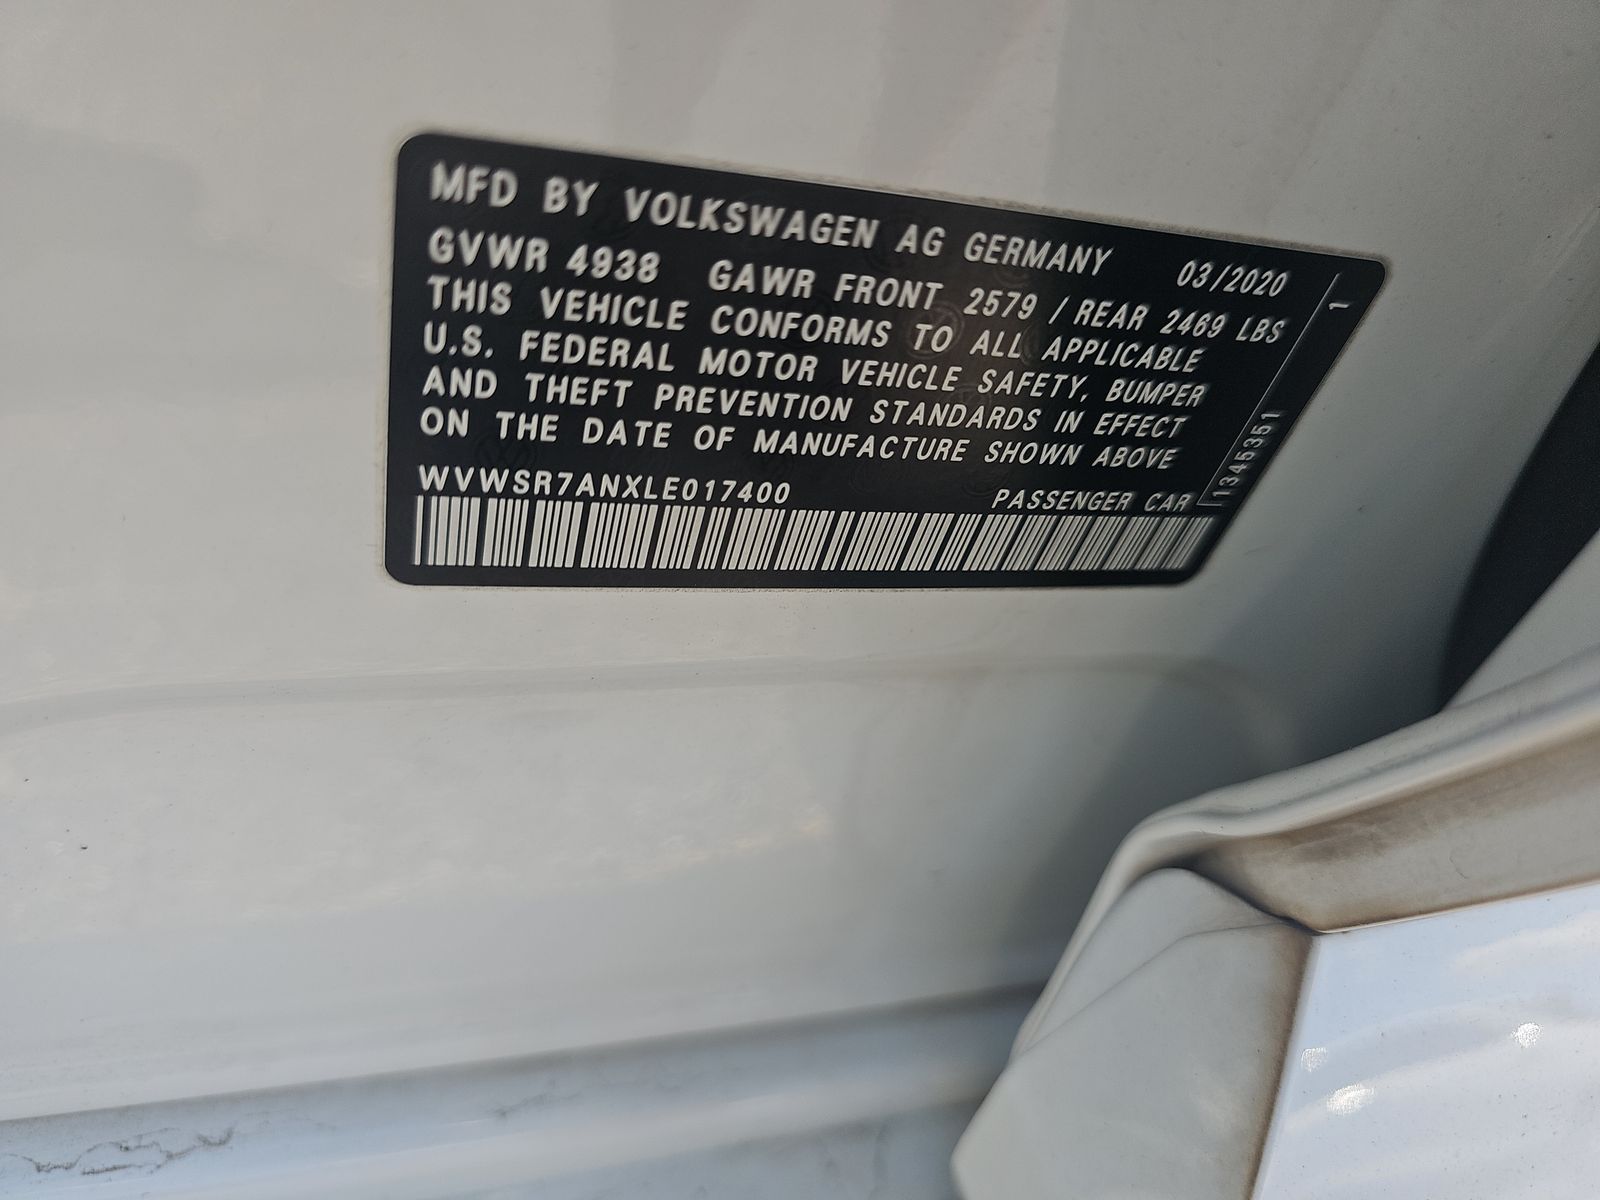 MFD BY VOLKSWAGEN AG GERMANY 03/2020
GVWR 4938 GAWR FRONT 2579 / REAR 2469 LBS
THIS VEHICLE CONFORMS TO ALL APPLICABLE
U.S. FEDERAL MOTOR VEHICLE SAFETY, BUMPER
AND THEFT PREVENTION STANDARDS IN EFFECT
ON THE DATE OF MANUFACTURE SHOWN ABOVE
WVWSR7ANXLE017400 PASSENGER CAR
1345351
1